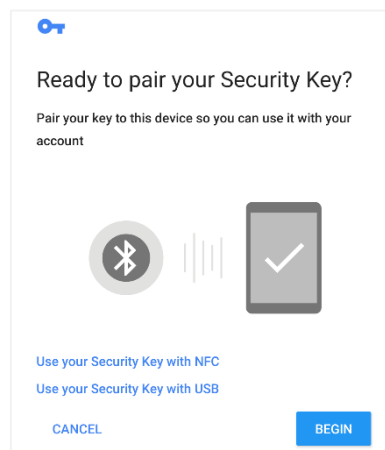 Ready to pair your Security Key?
Pair your key to this device so you can use it with your
account
Use your Security Key with NFC
Use your Security Key with USB
CANCEL
BEGIN